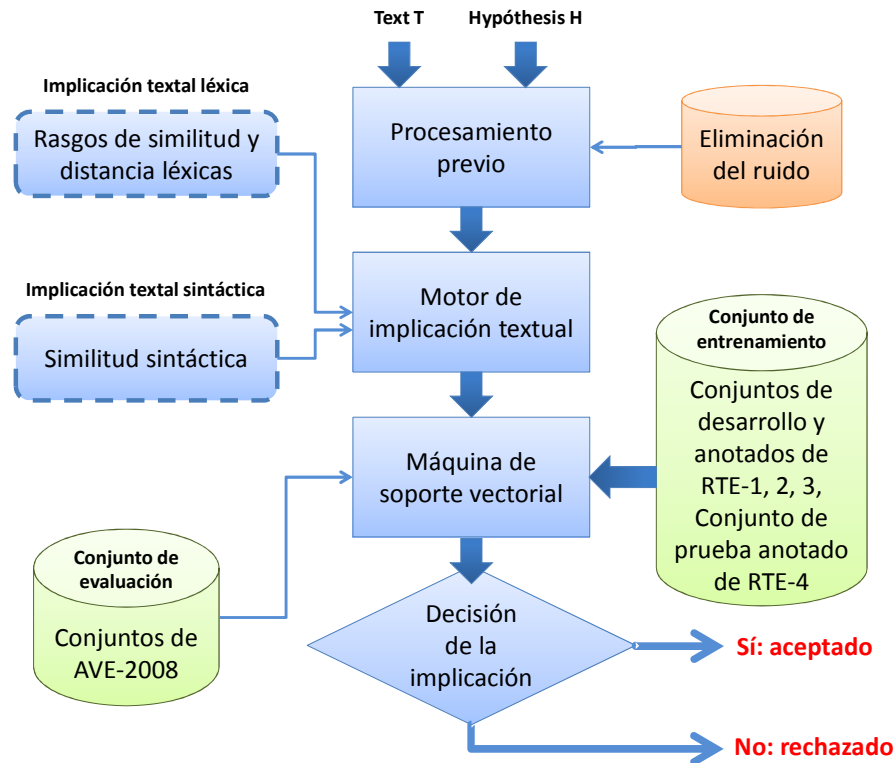 Text T
Hypóthesis H
Implicación textal léxica
Rasgos de similitud y
distancia léxicas
Procesamiento
previo
Eliminación
del ruido
Implicación textal sintáctica
Similitud sintáctica
Motor de
implicación textual
Conjunto de
entrenamiento
Conjuntos de
desarrollo y
anotados de
RTE-1, 2, 3,
Conjunto de
prueba anotado
de RTE-4
Máquina de
soporte vectorial
Conjunto de
evaluación
Conjuntos de
AVE-2008
Decisión
de la
implicación
Sí: aceptado
No: rechazado